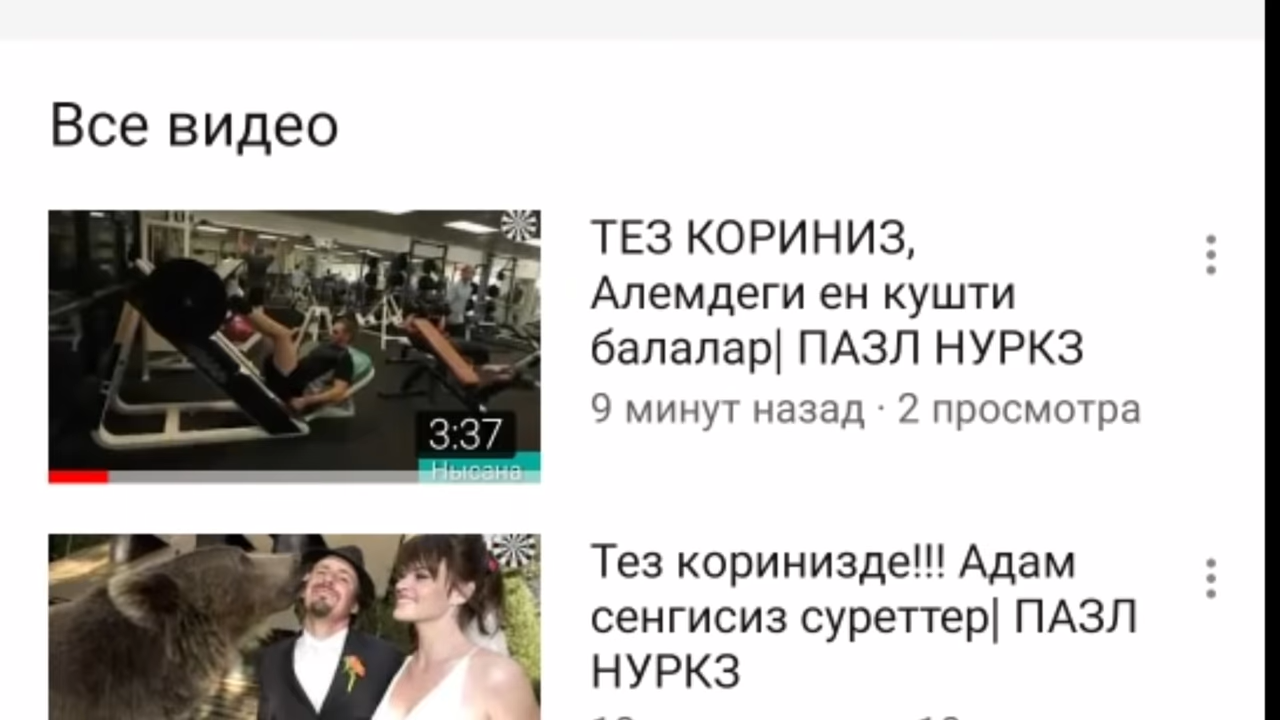 Все видео
ТЕЗ КОРИНИЗ,
Алемдеги ен кушти
балалар| ПАЗЛ НУРКЗ
9 минут назад · 2 просмотра
3:37
Нысана
Тез коринизде!!! Адам
сенгисиз суреттер| ПАЗЛ
НУРКЗ